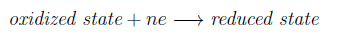 oxidized state + ne ⟶ reduced state